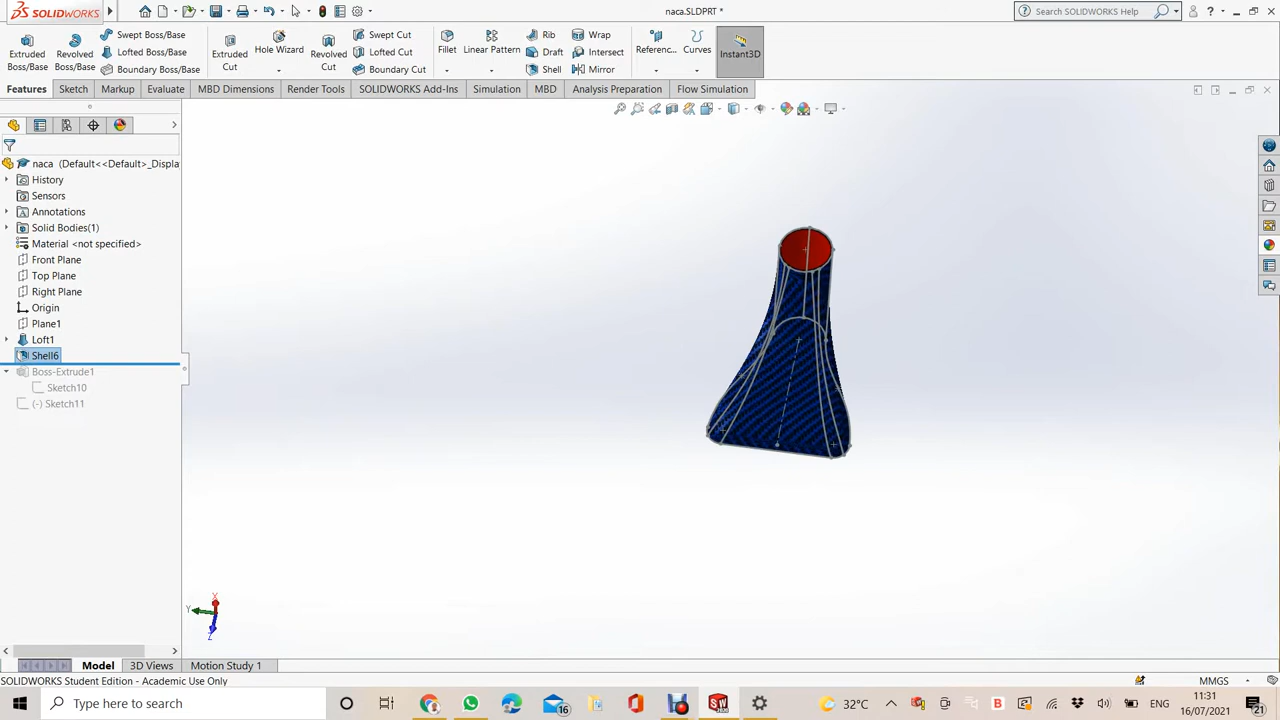 SOLIDWORKS
naca.SLDPRT *
Search SOLIDWORKS Help
Extruded Boss/Base
Revolved Boss/Base
Swept Boss/Base
Lofted Boss/Base
Boundary Boss/Base
Extruded Cut
Hole Wizard
Revolved Cut
Swept Cut
Lofted Cut
Boundary Cut
Fillet
Linear Pattern
Rib
Draft
Shell
Wrap
Intersect
Mirror
Referenc...
Curves
Instant3D
Features Sketch Markup Evaluate MBD Dimensions Render Tools SOLIDWORKS Add-Ins Simulation MBD Analysis Preparation Flow Simulation
naca (Default<<Default>_Displa
History
Sensors
Annotations
Solid Bodies(1)
Material <not specified>
Front Plane
Top Plane
Right Plane
Origin
Plane1
Loft1
Shell6
Boss-Extrude1
Sketch10
(-) Sketch11
X
Y
Z
Model 3D Views Motion Study 1
SOLIDWORKS Student Edition - Academic Use Only
MMGS
Type here to search
16
32°C
ENG
11:31
16/07/2021
21